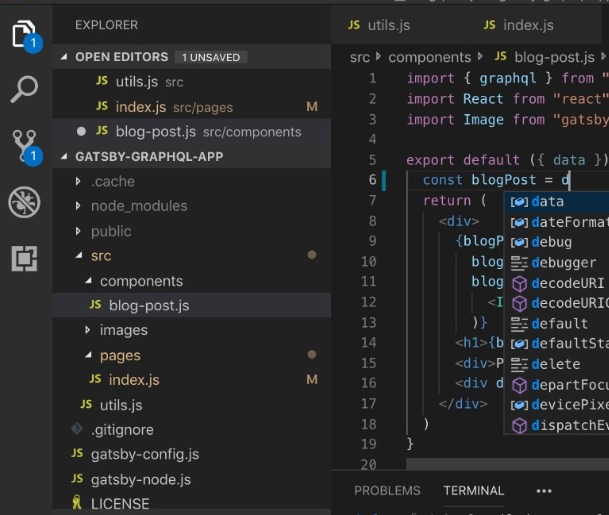 EXPLORER
OPEN EDITORS 1 UNSAVED
JS utils.js src
JS index.js src/pages M
JS blog-post.js src/components
GATSBY-GRAPHQL-APP
.cache
node_modules
public
src
components
JS blog-post.js
images
pages
JS index.js M
JS utils.js
.gitignore
JS gatsby-config.js
JS gatsby-node.js
LICENSE
1
1
JS utils.js JS index.js
src > components > JS blog-post.js >
1 import { graphql } from "
2 import React from "react"
3 import Image from "gatsby
4
5 export default ({ data })
6 const blogPost = d
7 return (
8 <div>
9 {blogP
10 blog
11 blog
12 <I
13 )}
14 <h1>{b
15 <div>P
16 <div d
17 </div>
18 )
19 }
20
data
dateFormat
debug
debugger
decodeURI
decodeURIC
default
defaultSta
delete
departFocu
devicePixe
dispatchEv
PROBLEMS TERMINAL •••